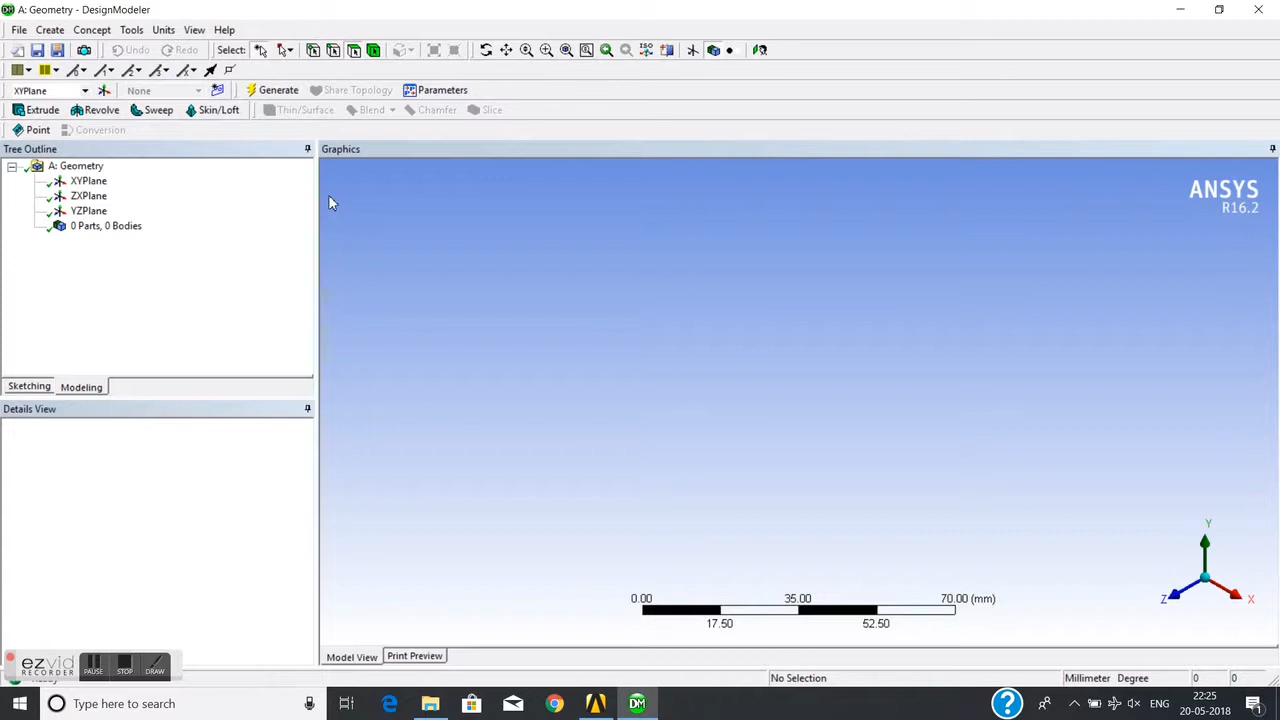 A: Geometry - DesignModeler
File Create Concept Tools Units View Help
Undo Redo Select:
XYPlane None Generate Share Topology Parameters
Extrude Revolve Sweep Skin/Loft Thin/Surface Blend Chamfer Slice
Point Conversion
Tree Outline
A: Geometry
XYPlane
ZXPlane
YZPlane
0 Parts, 0 Bodies
Sketching Modeling
Details View
Graphics
ANSYS
R16.2
Y
Z X
0.00 35.00 70.00 (mm)
17.50 52.50
Model View Print Preview
ezvid
RECORDER
PAUSE STOP DRAW
No Selection Millimeter Degree 0 0
Type here to search
DM
ENG
22:25
20-05-2018